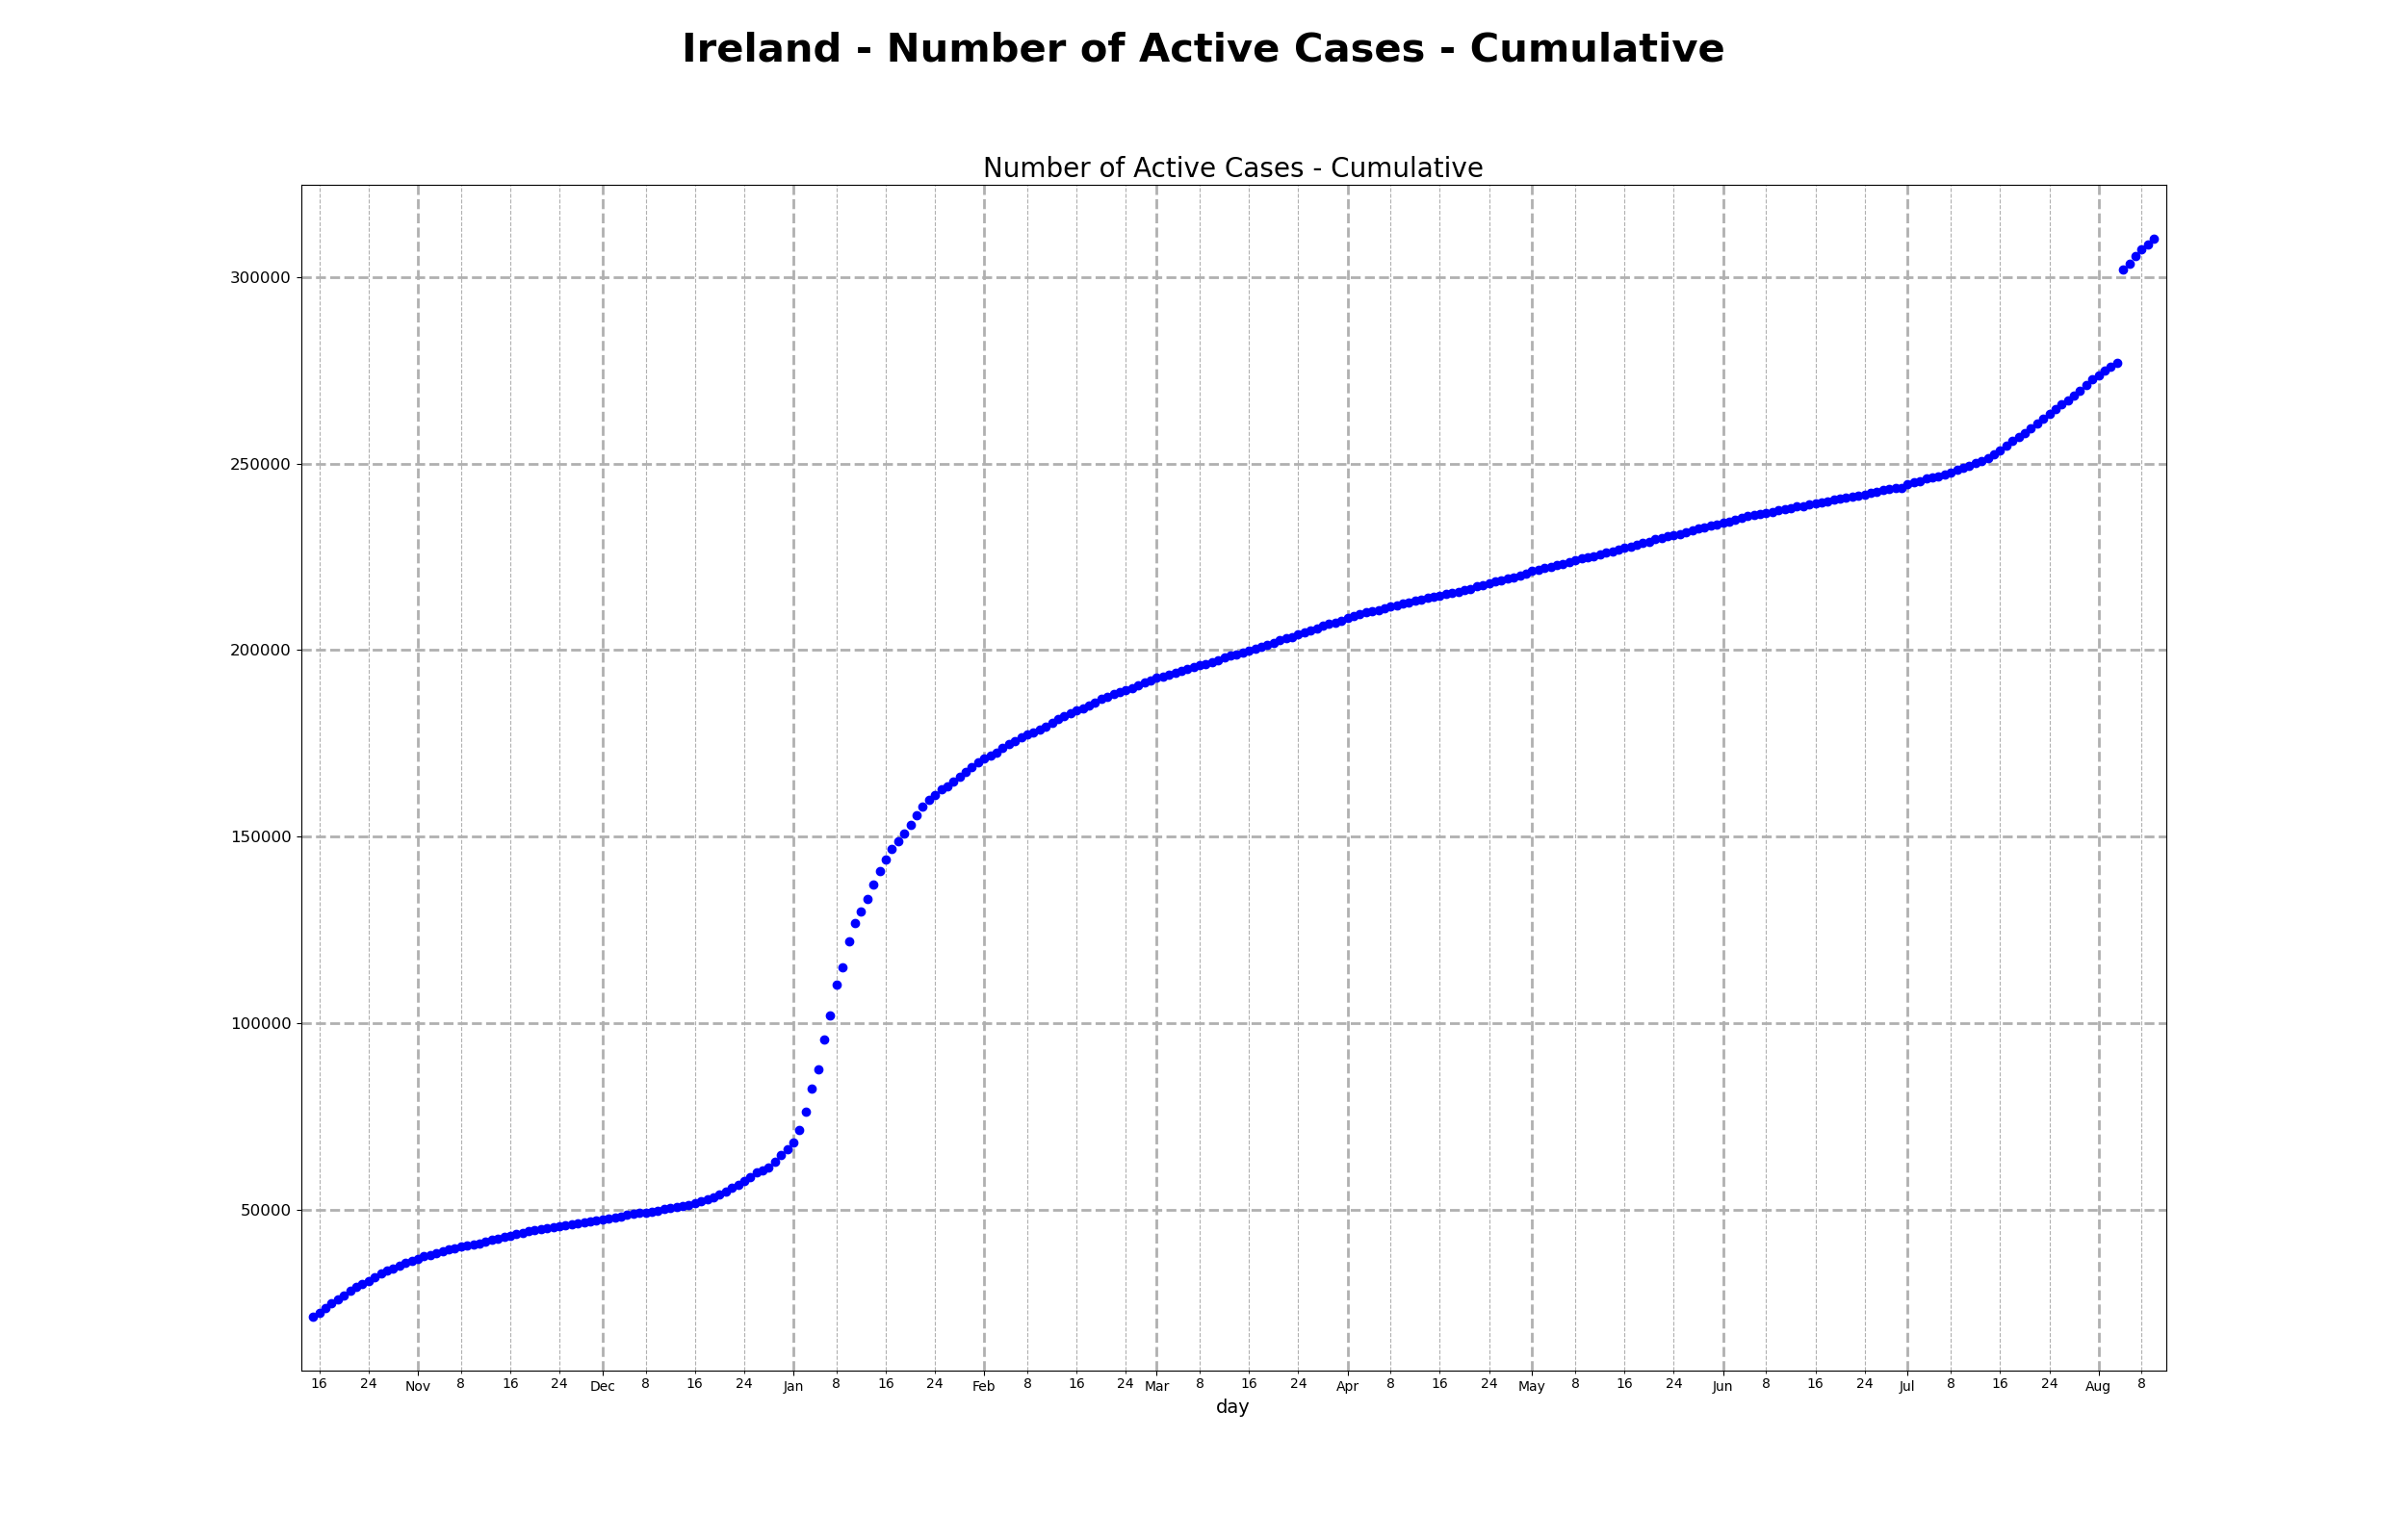 Ireland - Number of Active Cases - Cumulative
Number of Active Cases - Cumulative
300000
250000
200000
150000
100000
50000
16 24 Nov 8 16 24 Dec 8 16 24 Jan 8 16 24 Feb 8 16 24 Mar 8 16 24 Apr 8 16 24 May 8 16 24 Jun 8 16 24 Jul 8 16 24 Aug 8
day